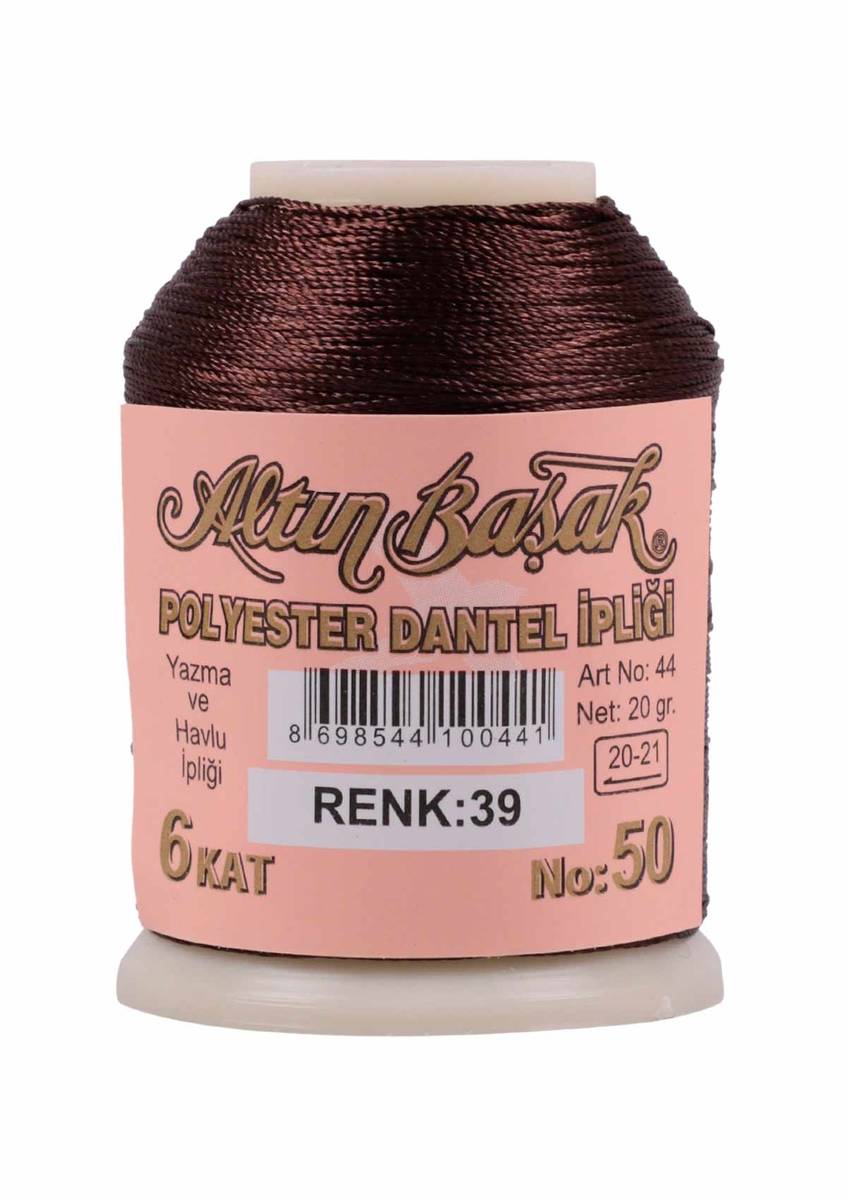 Altın Başak ®
POLYESTER DANTEL İPLİĞİ
Yazma
ve
Havlu
İpliği
8 698544 100441
Art No: 44
Net: 20 gr.
20-21
RENK:39
6 KAT
No: 50